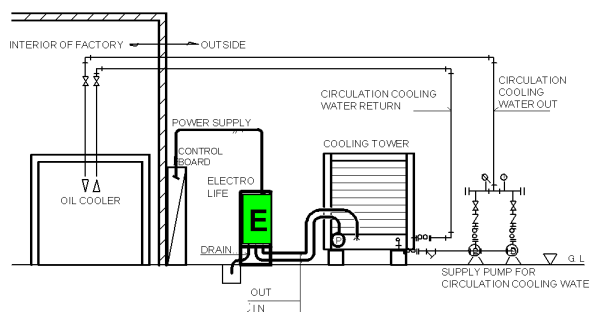 INTERIOR OF FACTORY
OUTSIDE
CIRCULATION
COOLING
WATER OUT
CIRCULATION COOLING
WATER RETURN
POWER SUPPLY
COOLING TOWER
CONTROL
BOARD
ELECTRO
LIFE
OIL COOLER
E
P
DRAIN
G L
SUPPLY PUMP FOR
CIRCULATION COOLING WATE
OUT
IN